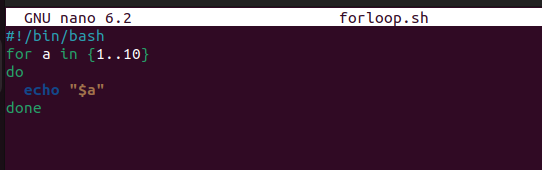 GNU nano 6.2 forloop.sh
#!/bin/bash
for a in {1..10}
do
  echo "$a"
done